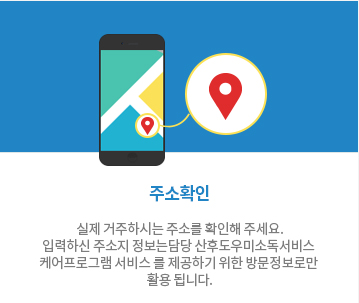 주소확인
실제 거주하시는 주소를 확인해 주세요.
입력하신 주소지 정보는담당 산후도우미소독서비스
케어프로그램 서비스 를 제공하기 위한 방문정보로만
활용 됩니다.